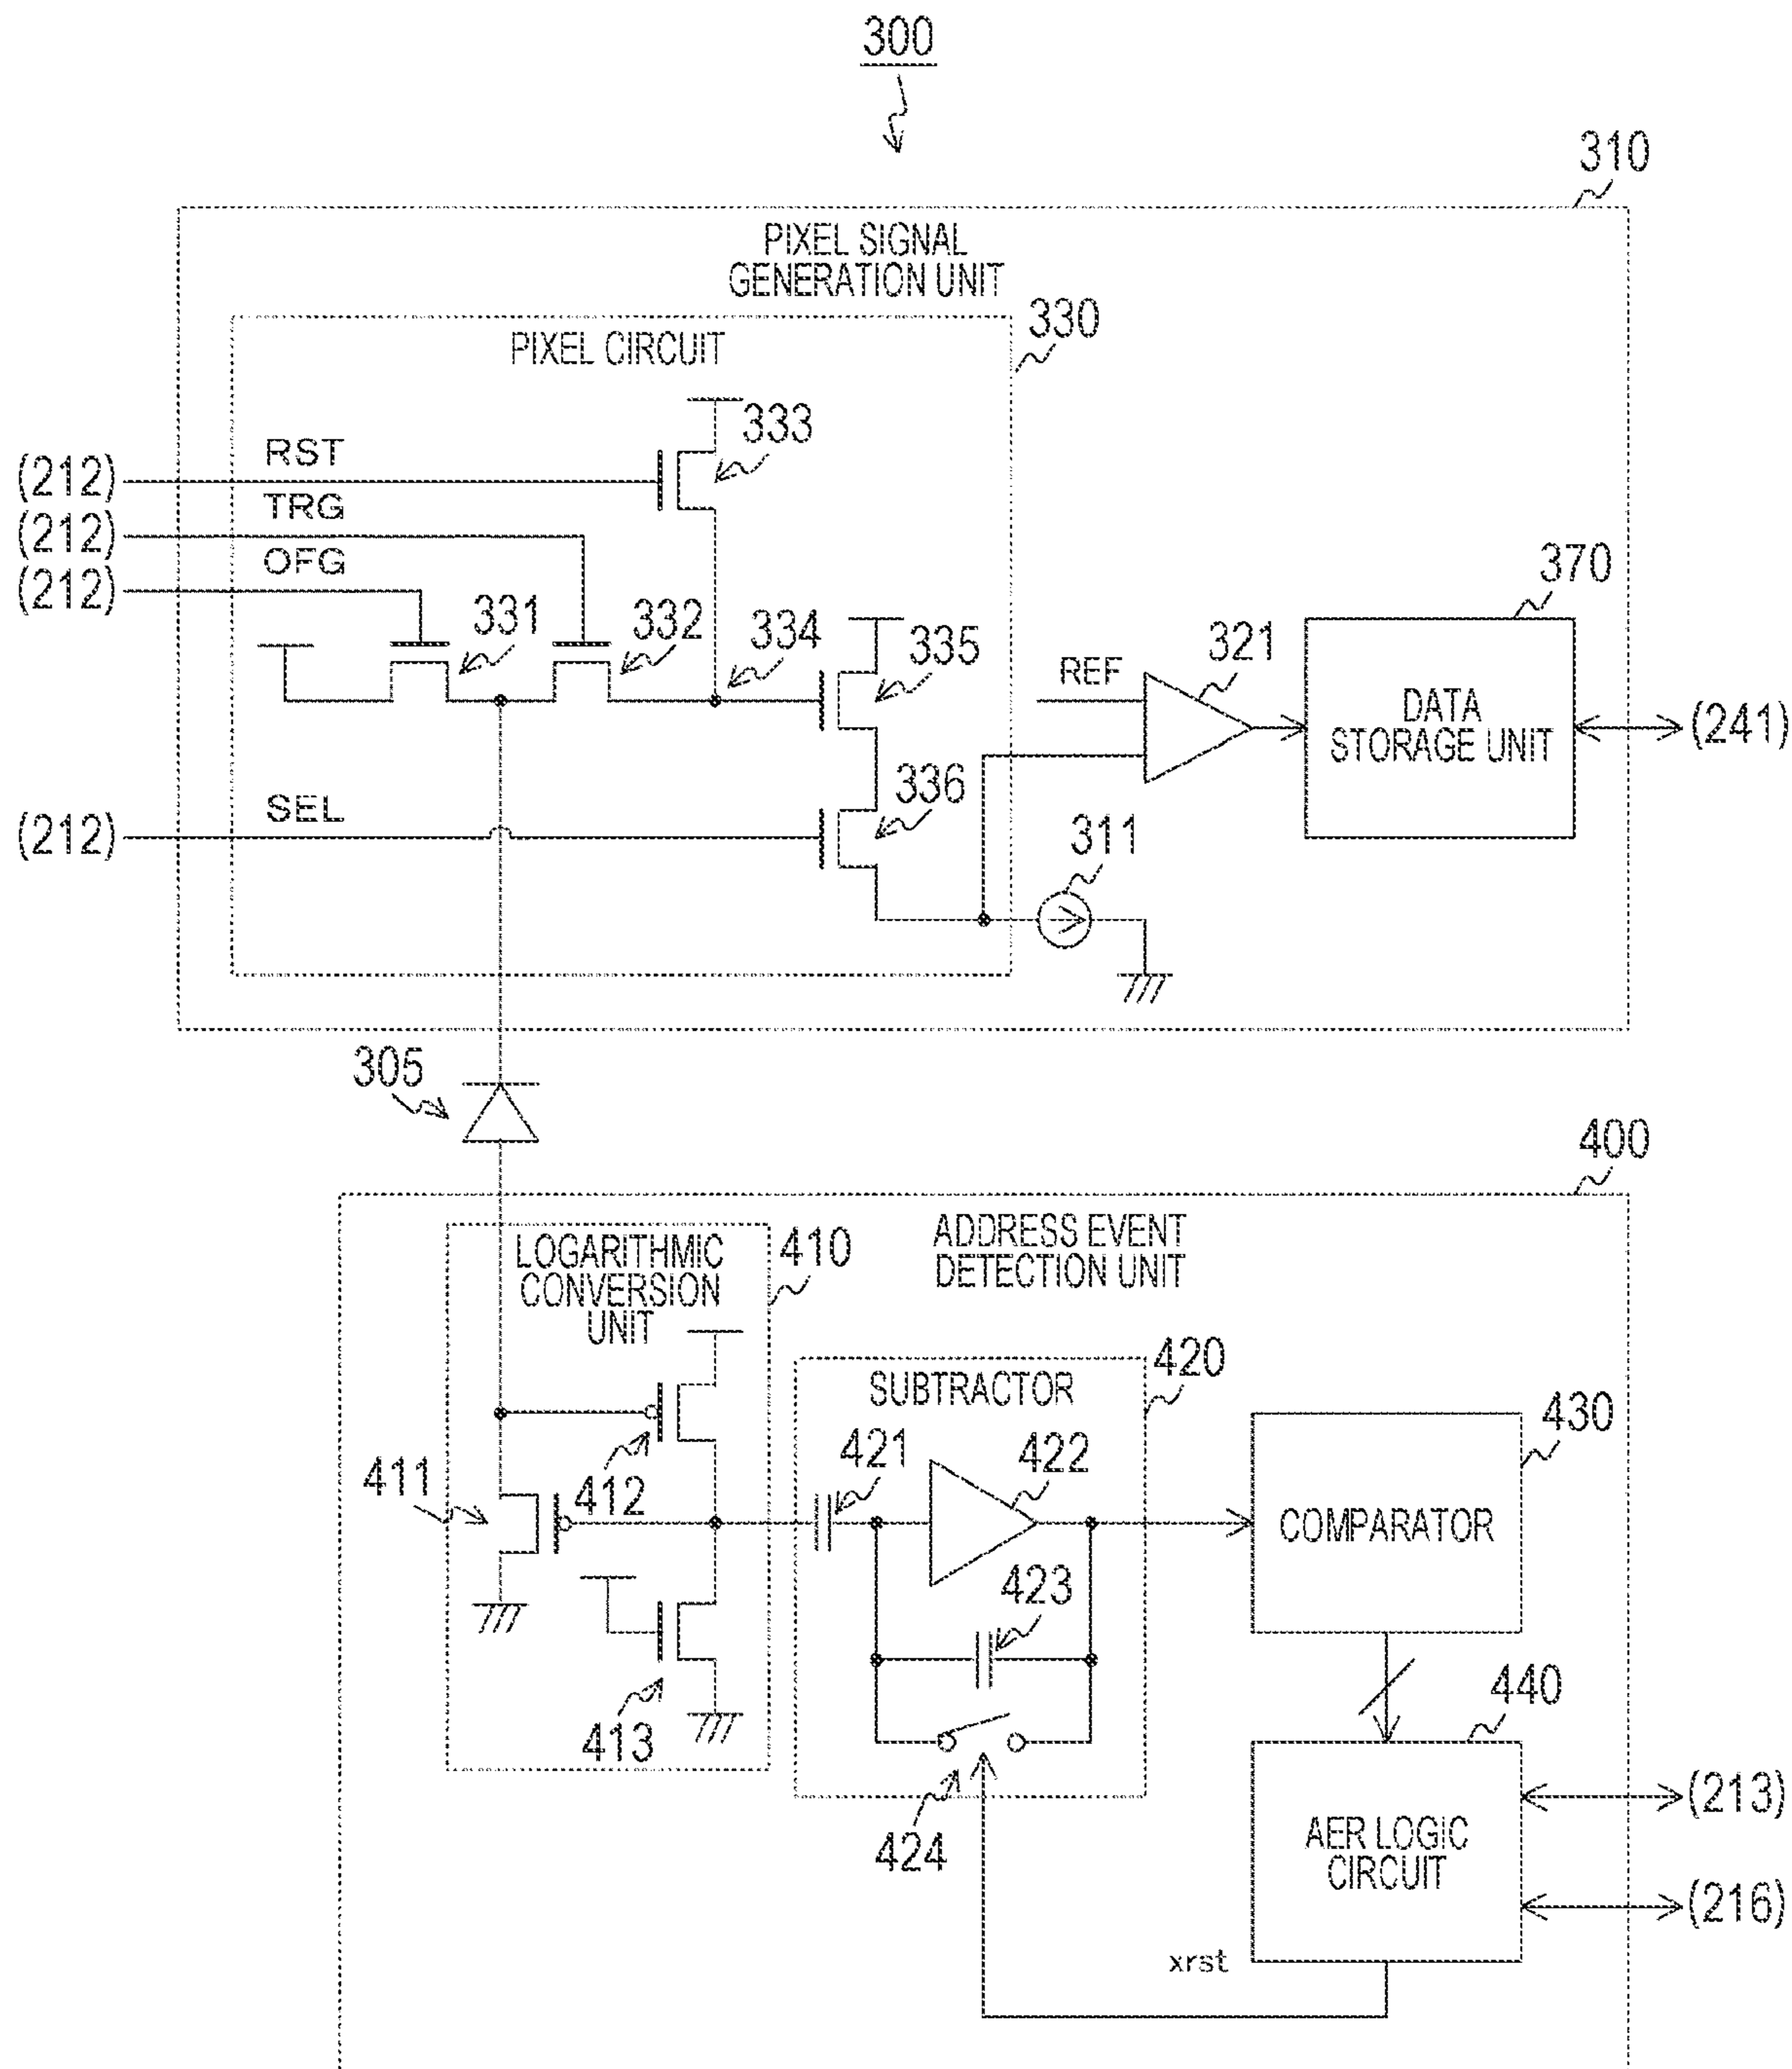 300
310
PIXEL SIGNAL
GENERATION UNIT
330
PIXEL CIRCUIT
333
RST
(212)
TRG
(212)
OFG
(212)
370
331
332
334
335
321
REF
DATA
STORAGE UNIT
(241)
336
SEL
(212)
311
305
400
ADDRESS EVENT
DETECTION UNIT
410
LOGARITHMIC
CONVERSION
UNIT
420
SUBTRACTOR
430
421
422
411
412
COMPARATOR
423
440
413
(213)
424
AER LOGIC
CIRCUIT
(216)
xrst